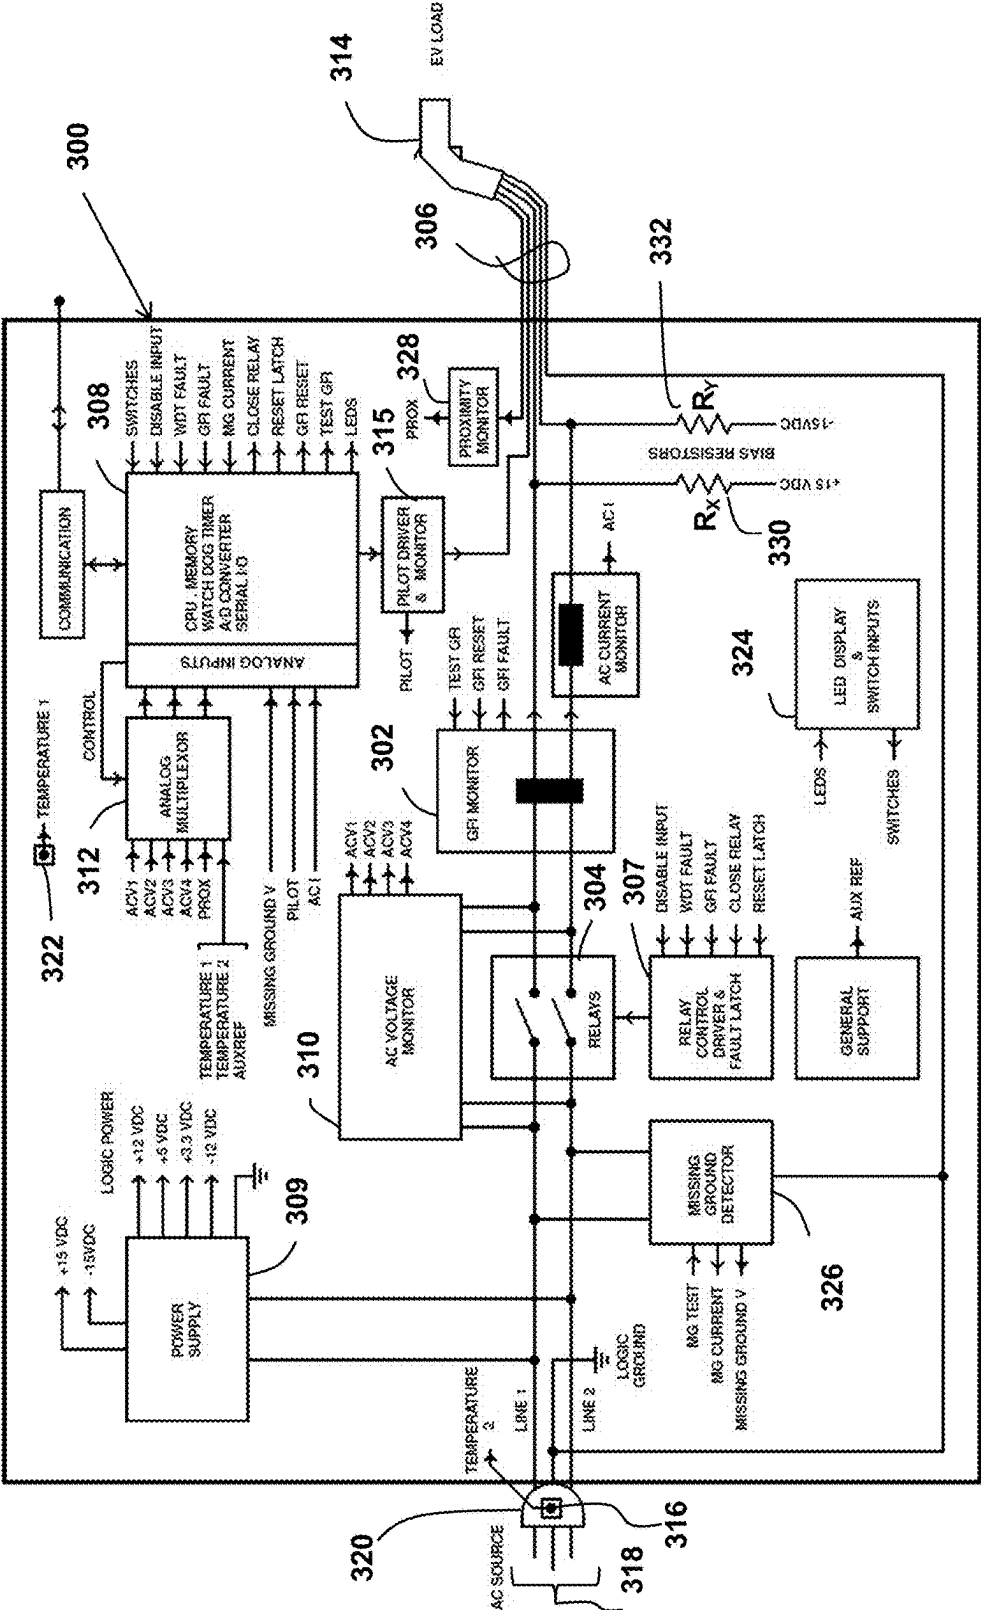 300
314
EV LOAD
306
332
COMMUNICATION
308
SWITCHES
DISABLE INPUT
WDT FAULT
GFI FAULT
MG CURRENT
CLOSE RELAY
RESET LATCH
GFI RESET
TEST GFI
LEDS
CPU : MEMORY
WATCH DOG TIMER
A/D CONVERTER
SERIAL I/O
ANALOG INPUTS
315
PILOT DRIVER
& MONITOR
PILOT
328
PROX
PROXIMITY
MONITOR
RY
-15VDC
BIAS RESISTORS
+15 VDC
RX
330
AC I
AC CURRENT
MONITOR
324
LED DISPLAY
&
SWITCH INPUTS
LEDS
SWITCHES
322
TEMPERATURE 1
CONTROL
312
ANALOG
MULTIPLEXOR
ACV1
ACV2
ACV3
ACV4
PROX
TEMPERATURE 1
TEMPERATURE 2
AUXREF
MISSING GROUND V
PILOT
AC I
302
GFI MONITOR
TEST GFI
GFI RESET
GFI FAULT
310
AC VOLTAGE
MONITOR
ACV1
ACV2
ACV3
ACV4
304
RELAYS
307
RELAY
CONTROL
DRIVER &
FAULT LATCH
DISABLE INPUT
WDT FAULT
GFI FAULT
CLOSE RELAY
RESET LATCH
GENERAL
SUPPORT
AUX REF
LOGIC POWER
+15 VDC
-15VDC
+12 VDC
+5 VDC
+3.3 VDC
-12 VDC
309
POWER
SUPPLY
MISSING
GROUND
DETECTOR
326
MG TEST
MG CURRENT
MISSING GROUND V
TEMPERATURE
2
LINE 1
LINE 2
LOGIC
GROUND
320
AC SOURCE
316
318